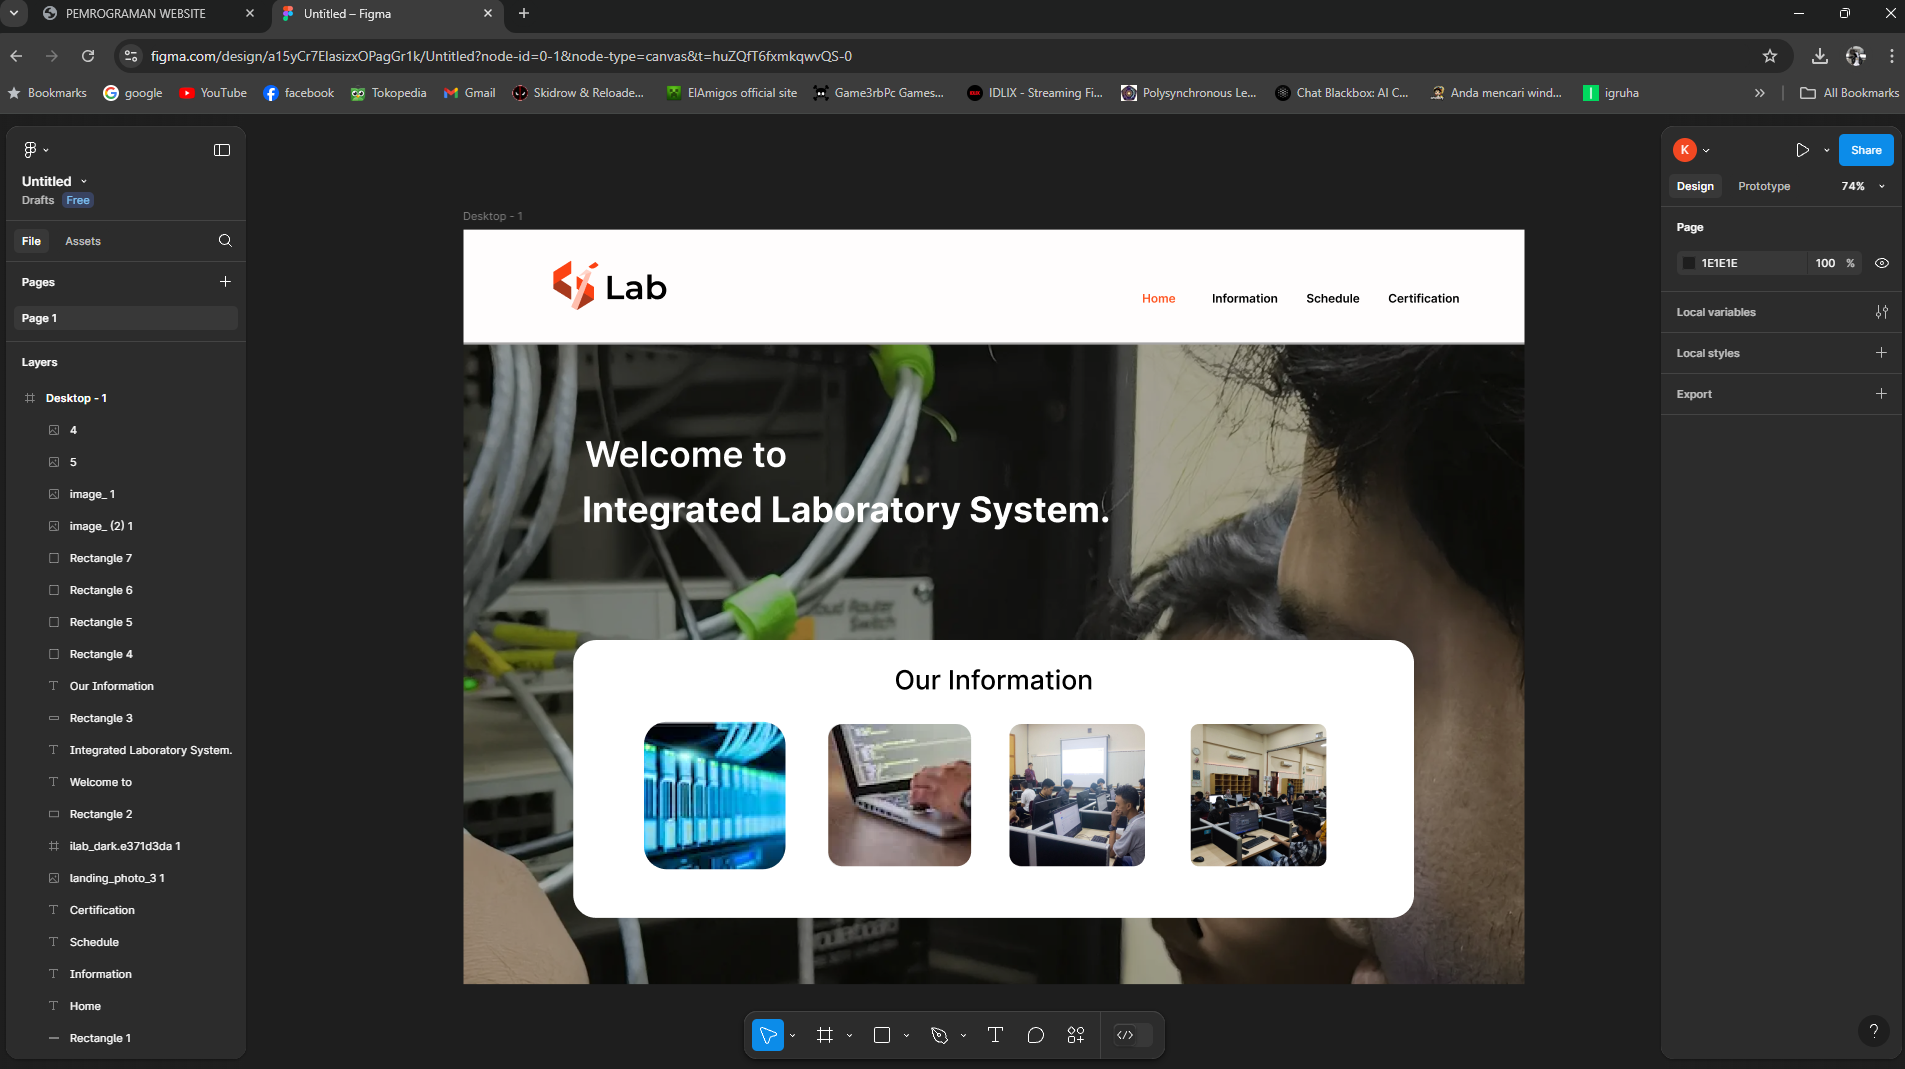 PEMROGRAMAN WEBSITE
Untitled – Figma
figma.com/design/a15yCr7ElasizxOPagGr1k/Untitled?node-id=0-1&node-type=canvas&t=huZQfT6fxmkqwvQS-0
Bookmarks google YouTube facebook Tokopedia Gmail Skidrow & Reloade... ElAmigos official site Game3rbPc Games... IDLIX - Streaming Fi... Polysynchronous Le... Chat Blackbox: AI C... Anda mencari wind... igruha All Bookmarks
Untitled
Drafts Free
File Assets
Pages
Page 1
Layers
Desktop - 1
4
5
image_ 1
image_ (2) 1
Rectangle 7
Rectangle 6
Rectangle 5
Rectangle 4
Our Information
Rectangle 3
Integrated Laboratory System.
Welcome to
Rectangle 2
ilab_dark.e371d3da 1
landing_photo_3 1
Certification
Schedule
Information
Home
Rectangle 1
Desktop - 1
Lab
Home Information Schedule Certification
Welcome to
Integrated Laboratory System.
Cloud Router
Switch
Our Information
K
Share
Design Prototype 74%
Page
1E1E1E 100 %
Local variables
Local styles
Export
?